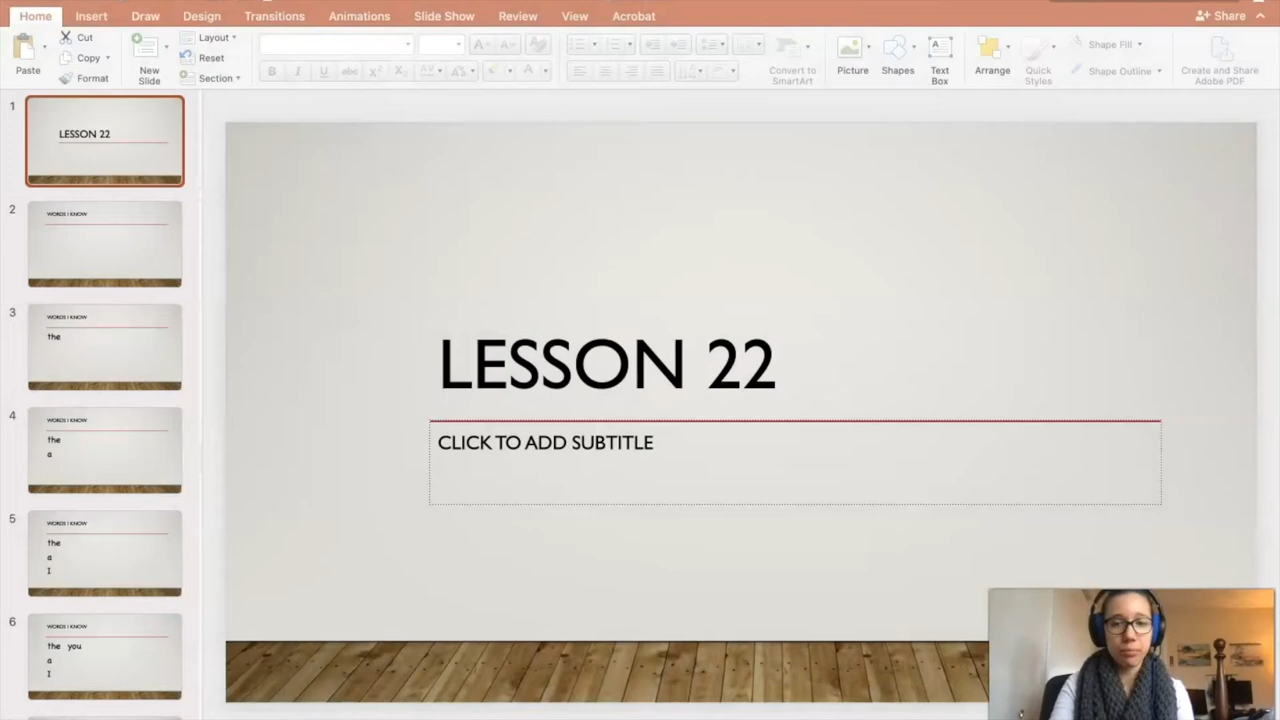 Home Insert Draw Design Transitions Animations Slide Show Review View Acrobat Share
Paste
Cut
Copy
Format
New Slide
Layout
Reset
Section
Convert to SmartArt
Picture
Shapes
Text Box
Arrange
Quick Styles
Shape Fill
Shape Outline
Create and Share Adobe PDF
1
LESSON 22
2
WORDS I KNOW
3
WORDS I KNOW
the
4
WORDS I KNOW
the
a
5
WORDS I KNOW
the
a
I
6
WORDS I KNOW
the you
a
I
LESSON 22
CLICK TO ADD SUBTITLE